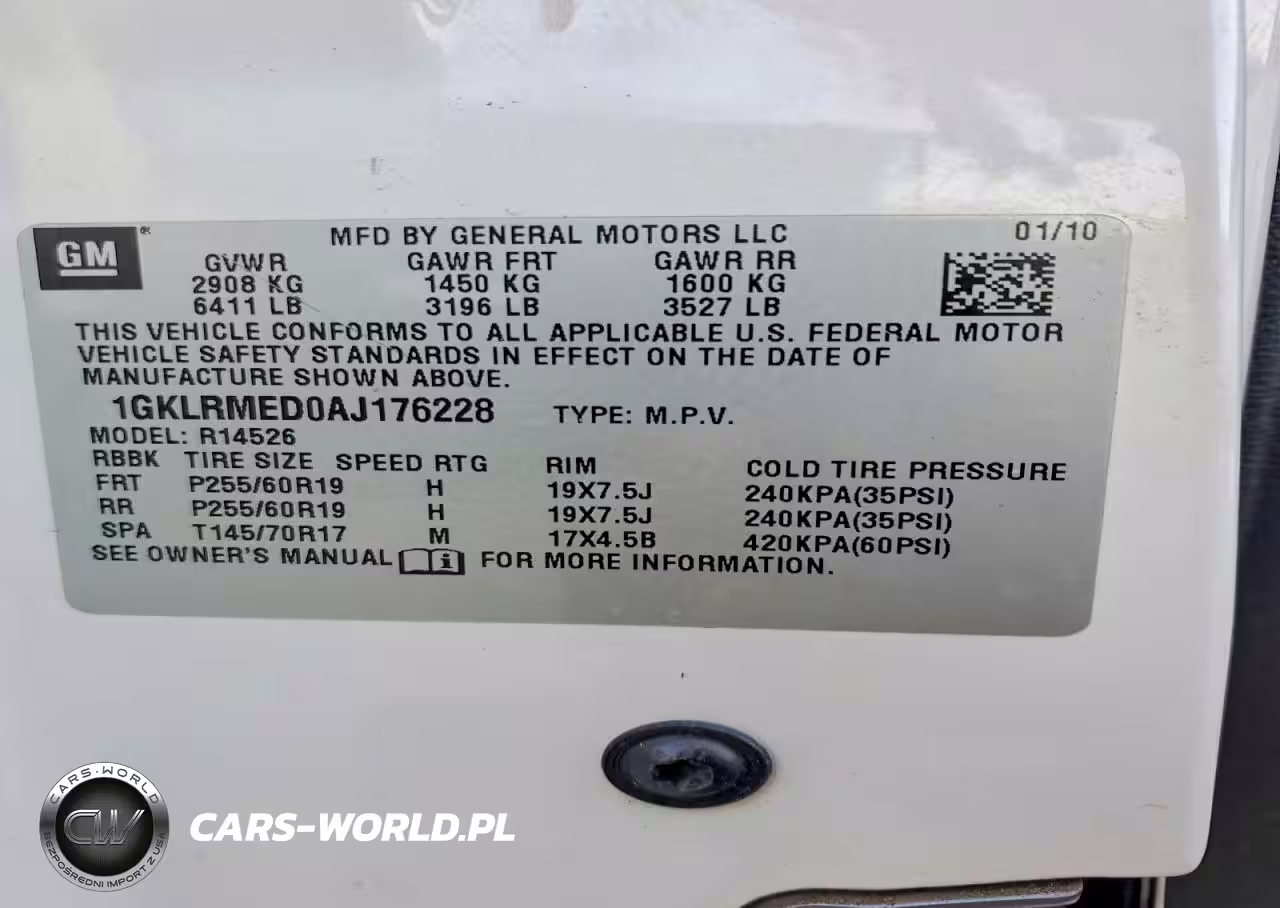 GM ®
MFD BY GENERAL MOTORS LLC 01/10
GVWR GAWR FRT GAWR RR
2908 KG 1450 KG 1600 KG
6411 LB 3196 LB 3527 LB
THIS VEHICLE CONFORMS TO ALL APPLICABLE U.S. FEDERAL MOTOR
VEHICLE SAFETY STANDARDS IN EFFECT ON THE DATE OF
MANUFACTURE SHOWN ABOVE.
1GKLRMED0AJ176228 TYPE: M.P.V.
MODEL: R14526
RBBK TIRE SIZE SPEED RTG RIM COLD TIRE PRESSURE
FRT P255/60R19 H 19X7.5J 240KPA(35PSI)
RR P255/60R19 H 19X7.5J 240KPA(35PSI)
SPA T145/70R17 M 17X4.5B 420KPA(60PSI)
SEE OWNER'S MANUAL i FOR MORE INFORMATION.
CARS-WORLD
CW
BEZPOŚREDNI IMPORT Z USA
CARS-WORLD.PL